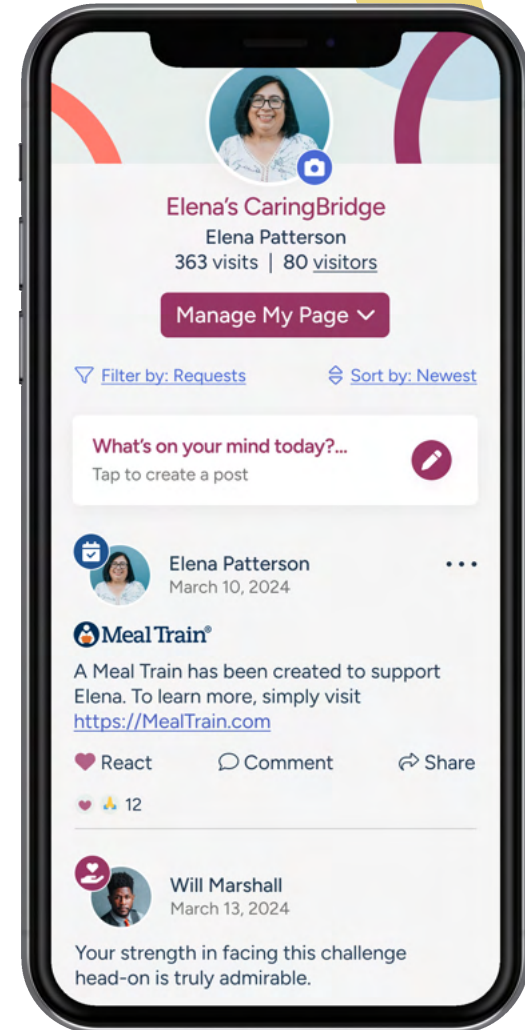 Elena's CaringBridge
Elena Patterson
363 visits | 80 visitors
Manage My Page
Filter by: Requests
Sort by: Newest
What's on your mind today?...
Tap to create a post
Elena Patterson
March 10, 2024
Meal Train®
A Meal Train has been created to support
Elena. To learn more, simply visit
https://MealTrain.com
React
Comment
Share
12
Will Marshall
March 13, 2024
Your strength in facing this challenge
head-on is truly admirable.